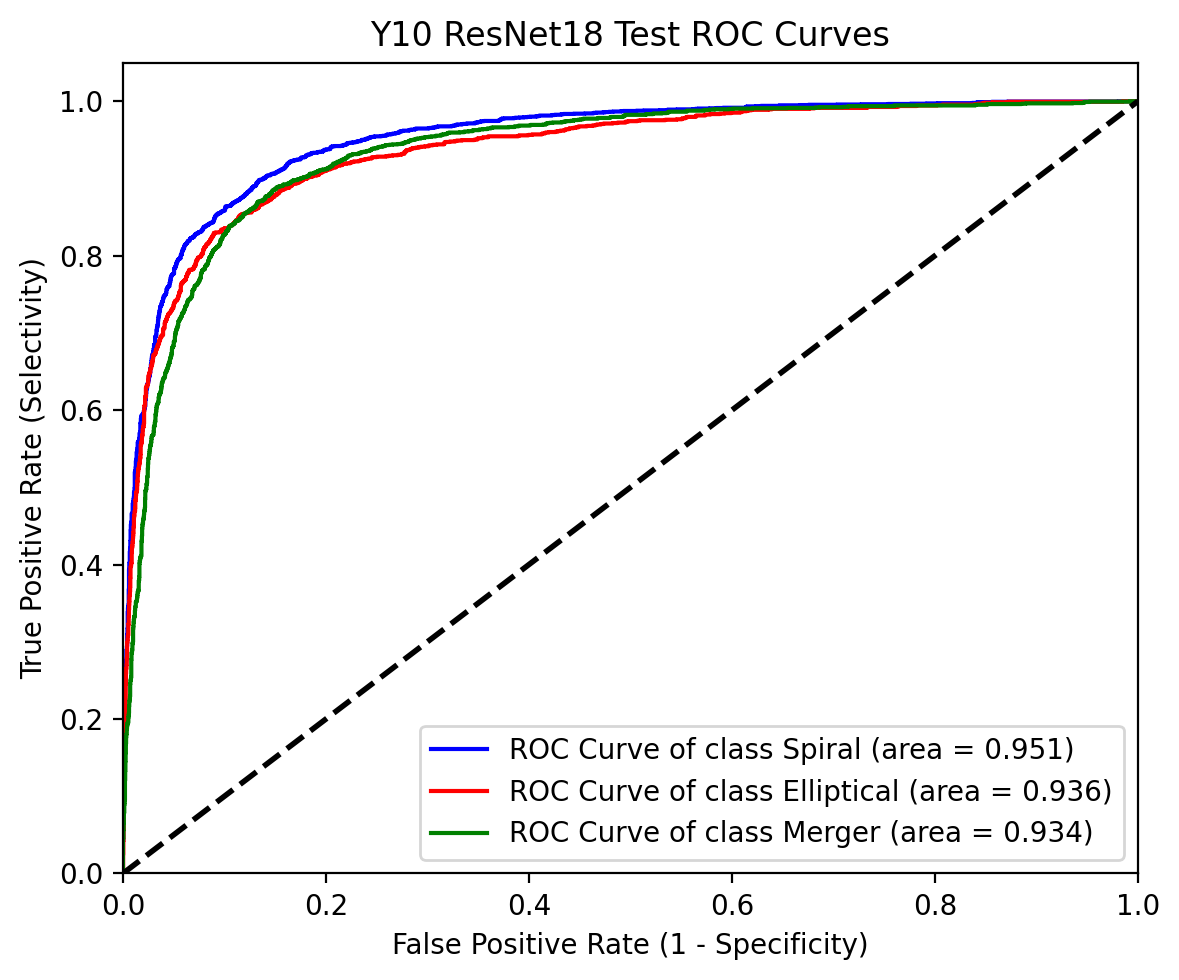 Y10 ResNet18 Test ROC Curves
True Positive Rate (Selectivity)
1.0
0.8
0.6
0.4
0.2
0.0
ROC Curve of class Spiral (area = 0.951)
ROC Curve of class Elliptical (area = 0.936)
ROC Curve of class Merger (area = 0.934)
0.0 0.2 0.4 0.6 0.8 1.0
False Positive Rate (1 - Specificity)